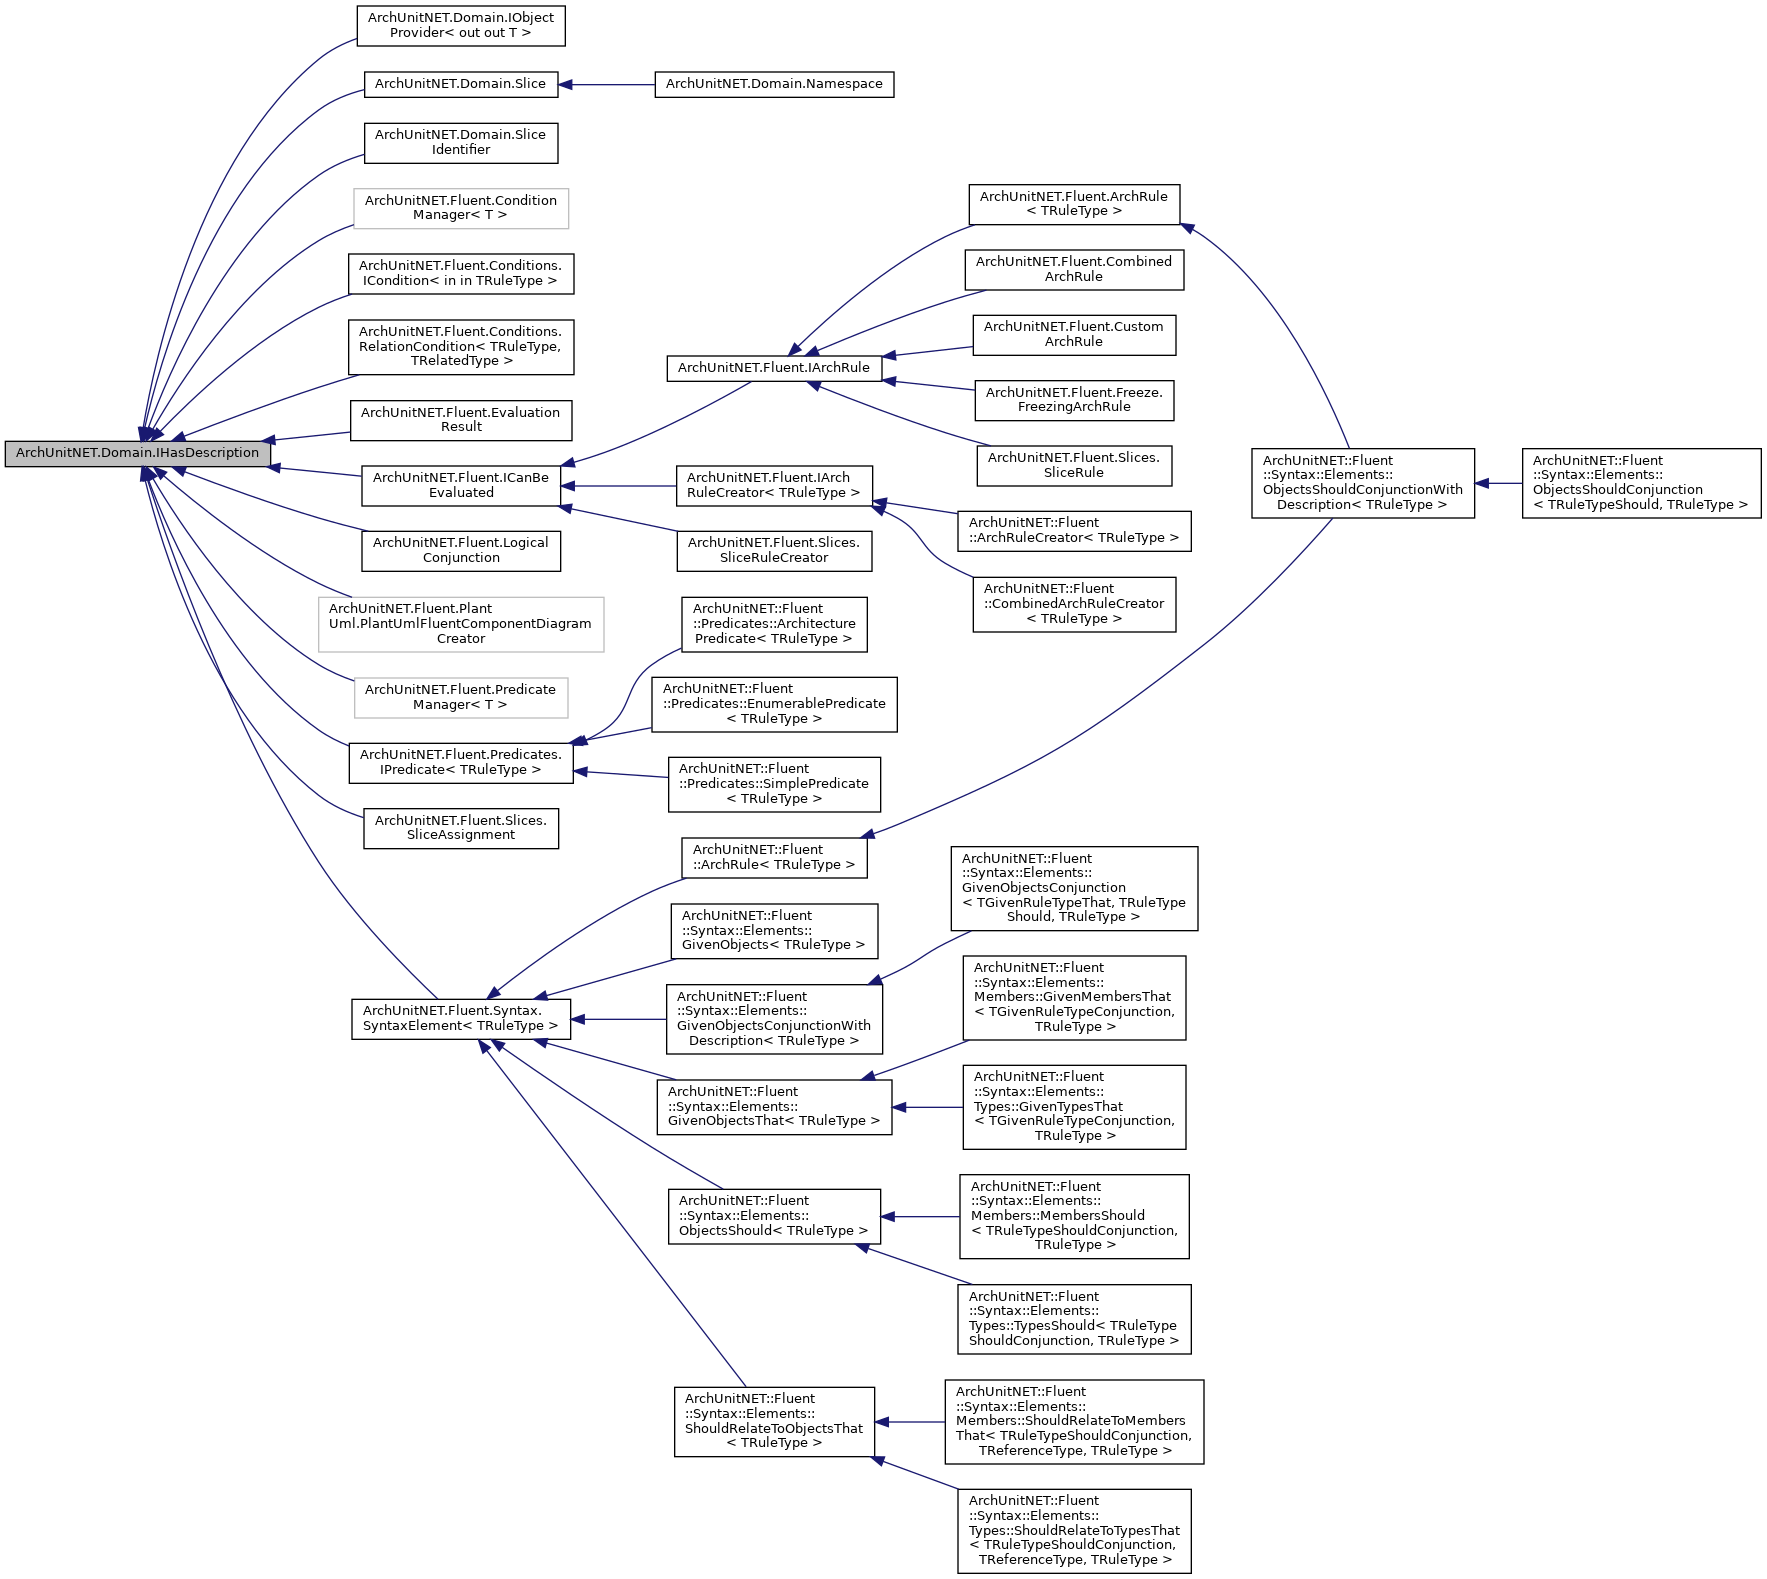 ArchUnitNET.Domain.IObject
Provider< out out T >
ArchUnitNET.Domain.Slice
ArchUnitNET.Domain.Namespace
ArchUnitNET.Domain.Slice
Identifier
ArchUnitNET.Fluent.Condition
Manager< T >
ArchUnitNET.Fluent.Conditions.
ICondition< in in TRuleType >
ArchUnitNET.Fluent.Conditions.
RelationCondition< TRuleType,
TRelatedType >
ArchUnitNET.Fluent.Evaluation
Result
ArchUnitNET.Domain.IHasDescription
ArchUnitNET.Fluent.ICanBe
Evaluated
ArchUnitNET.Fluent.Logical
Conjunction
ArchUnitNET.Fluent.Plant
Uml.PlantUmlFluentComponentDiagram
Creator
ArchUnitNET.Fluent.Predicate
Manager< T >
ArchUnitNET.Fluent.Predicates.
IPredicate< TRuleType >
ArchUnitNET.Fluent.Slices.
SliceAssignment
ArchUnitNET.Fluent.Syntax.
SyntaxElement< TRuleType >
ArchUnitNET.Fluent.IArchRule
ArchUnitNET.Fluent.IArch
RuleCreator< TRuleType >
ArchUnitNET.Fluent.Slices.
SliceRuleCreator
ArchUnitNET::Fluent
::Predicates::Architecture
Predicate< TRuleType >
ArchUnitNET::Fluent
::Predicates::EnumerablePredicate
< TRuleType >
ArchUnitNET::Fluent
::Predicates::SimplePredicate
< TRuleType >
ArchUnitNET::Fluent
::ArchRule< TRuleType >
ArchUnitNET::Fluent
::Syntax::Elements::
GivenObjects< TRuleType >
ArchUnitNET::Fluent
::Syntax::Elements::
GivenObjectsConjunctionWith
Description< TRuleType >
ArchUnitNET::Fluent
::Syntax::Elements::
GivenObjectsThat< TRuleType >
ArchUnitNET::Fluent
::Syntax::Elements::
ObjectsShould< TRuleType >
ArchUnitNET::Fluent
::Syntax::Elements::
ShouldRelateToObjectsThat
< TRuleType >
ArchUnitNET.Fluent.ArchRule
< TRuleType >
ArchUnitNET.Fluent.Combined
ArchRule
ArchUnitNET.Fluent.Custom
ArchRule
ArchUnitNET.Fluent.Freeze.
FreezingArchRule
ArchUnitNET.Fluent.Slices.
SliceRule
ArchUnitNET::Fluent
::ArchRuleCreator< TRuleType >
ArchUnitNET::Fluent
::CombinedArchRuleCreator
< TRuleType >
ArchUnitNET::Fluent
::Syntax::Elements::
GivenObjectsConjunction
< TGivenRuleTypeThat, TRuleType
Should, TRuleType >
ArchUnitNET::Fluent
::Syntax::Elements::
Members::GivenMembersThat
< TGivenRuleTypeConjunction,
TRuleType >
ArchUnitNET::Fluent
::Syntax::Elements::
Types::GivenTypesThat
< TGivenRuleTypeConjunction,
TRuleType >
ArchUnitNET::Fluent
::Syntax::Elements::
Members::MembersShould
< TRuleTypeShouldConjunction,
TRuleType >
ArchUnitNET::Fluent
::Syntax::Elements::
Types::TypesShould< TRuleType
ShouldConjunction, TRuleType >
ArchUnitNET::Fluent
::Syntax::Elements::
Members::ShouldRelateToMembers
That< TRuleTypeShouldConjunction,
TReferenceType, TRuleType >
ArchUnitNET::Fluent
::Syntax::Elements::
Types::ShouldRelateToTypesThat
< TRuleTypeShouldConjunction,
TReferenceType, TRuleType >
ArchUnitNET::Fluent
::Syntax::Elements::
ObjectsShouldConjunctionWith
Description< TRuleType >
ArchUnitNET::Fluent
::Syntax::Elements::
ObjectsShouldConjunction
< TRuleTypeShould, TRuleType >